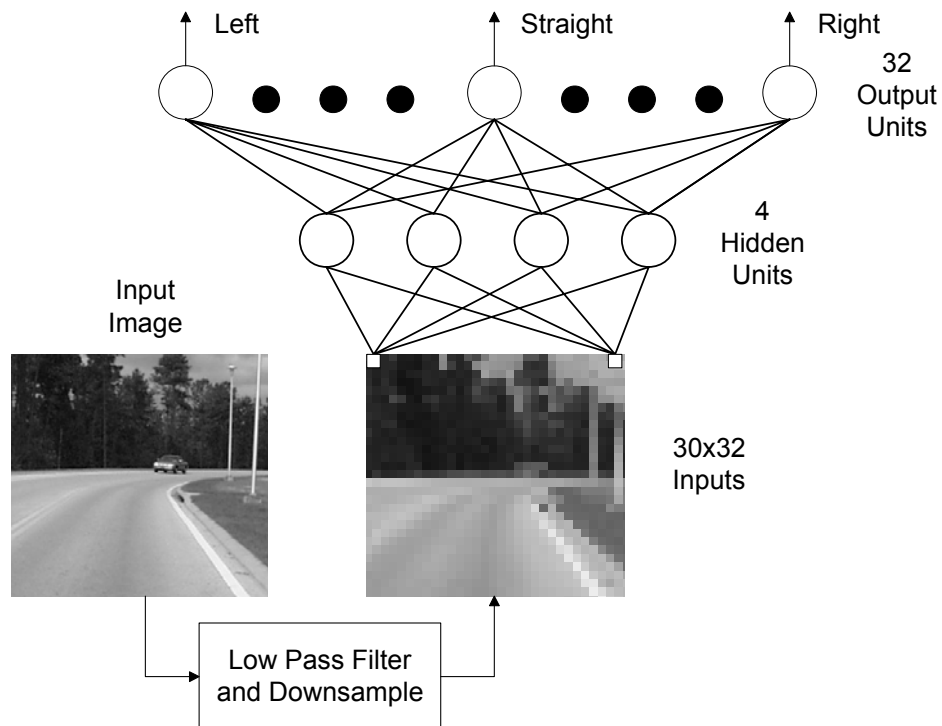 Left
Straight
Right
32
Output
Units
4
Hidden
Units
Input
Image
30x32
Inputs
Low Pass Filter
and Downsample